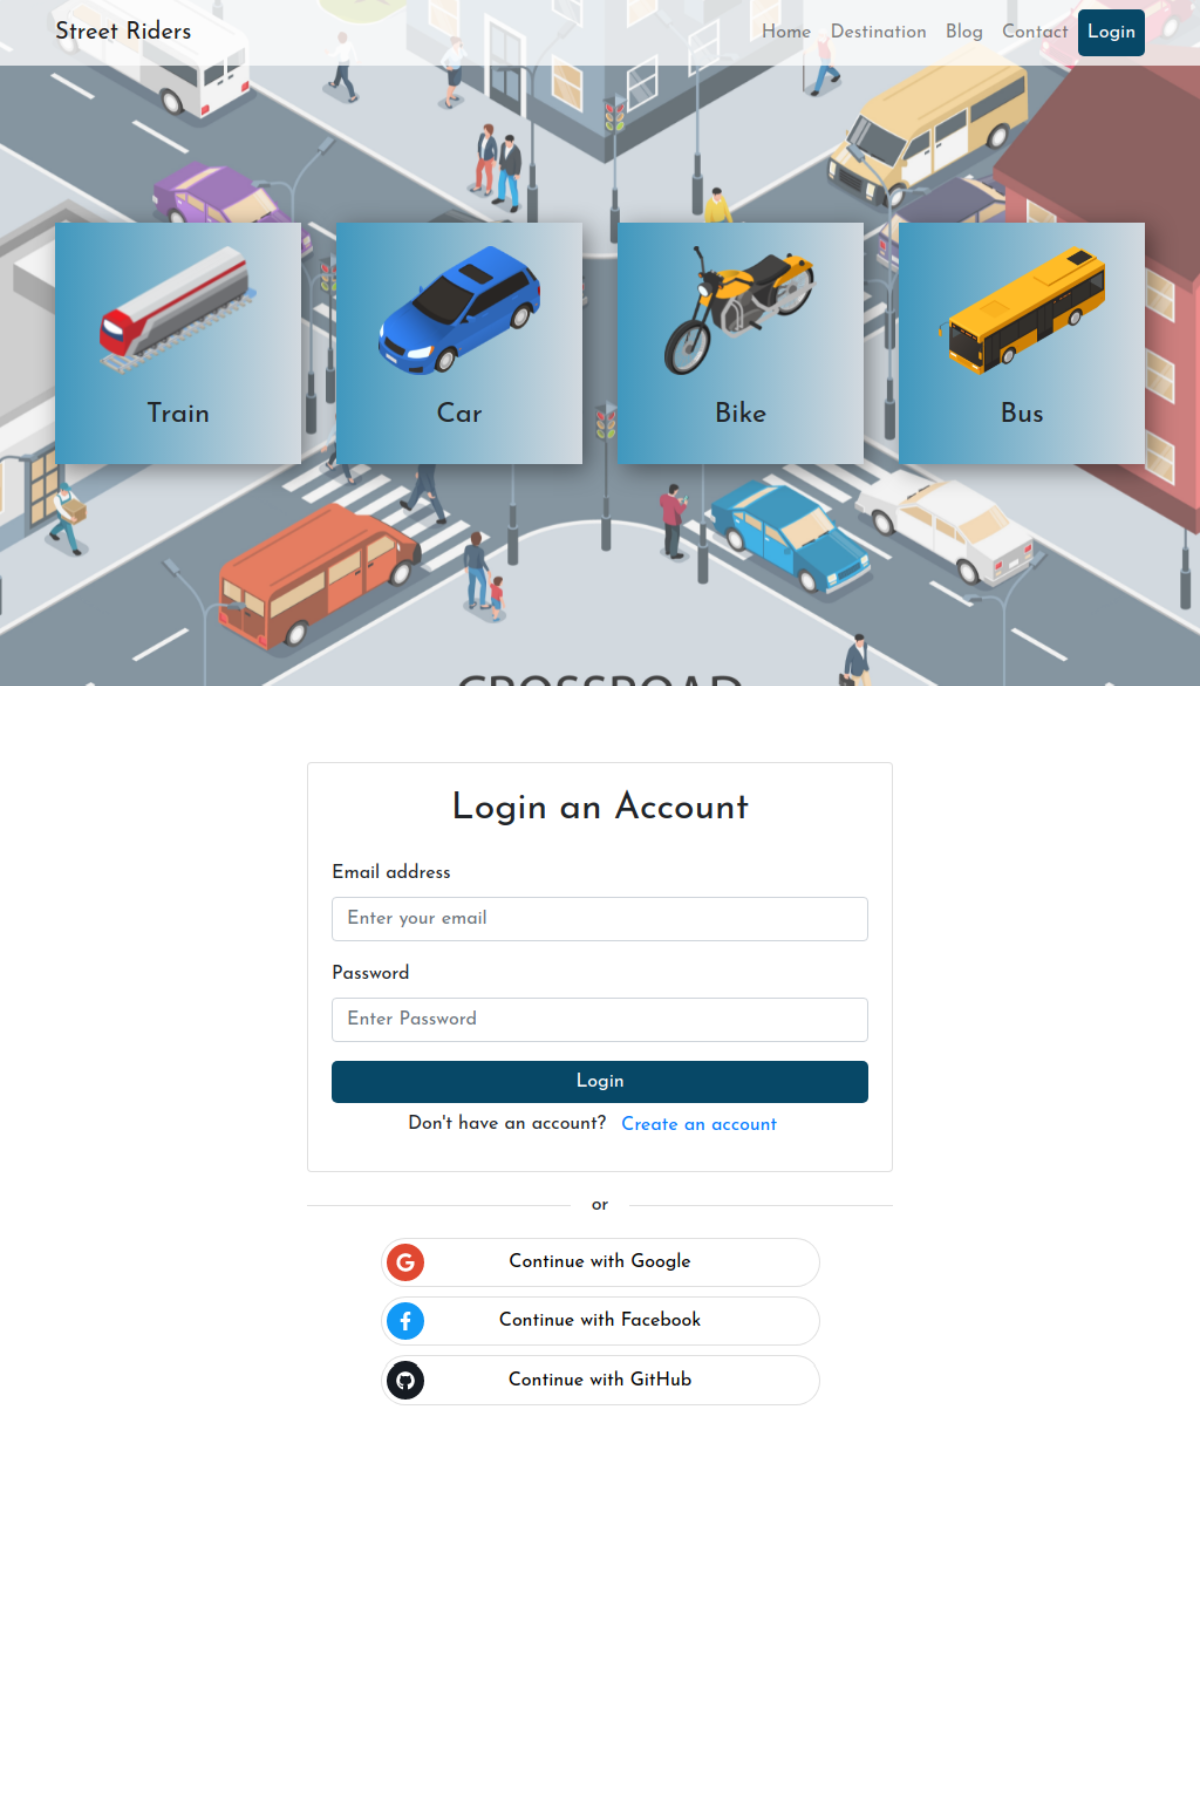 Street Riders
Home Destination Blog Contact Login
Train Car Bike Bus
CROSSROAD
Login an Account
Email address
Enter your email
Password
Enter Password
Login
Don't have an account? Create an account
or
Continue with Google
Continue with Facebook
Continue with GitHub